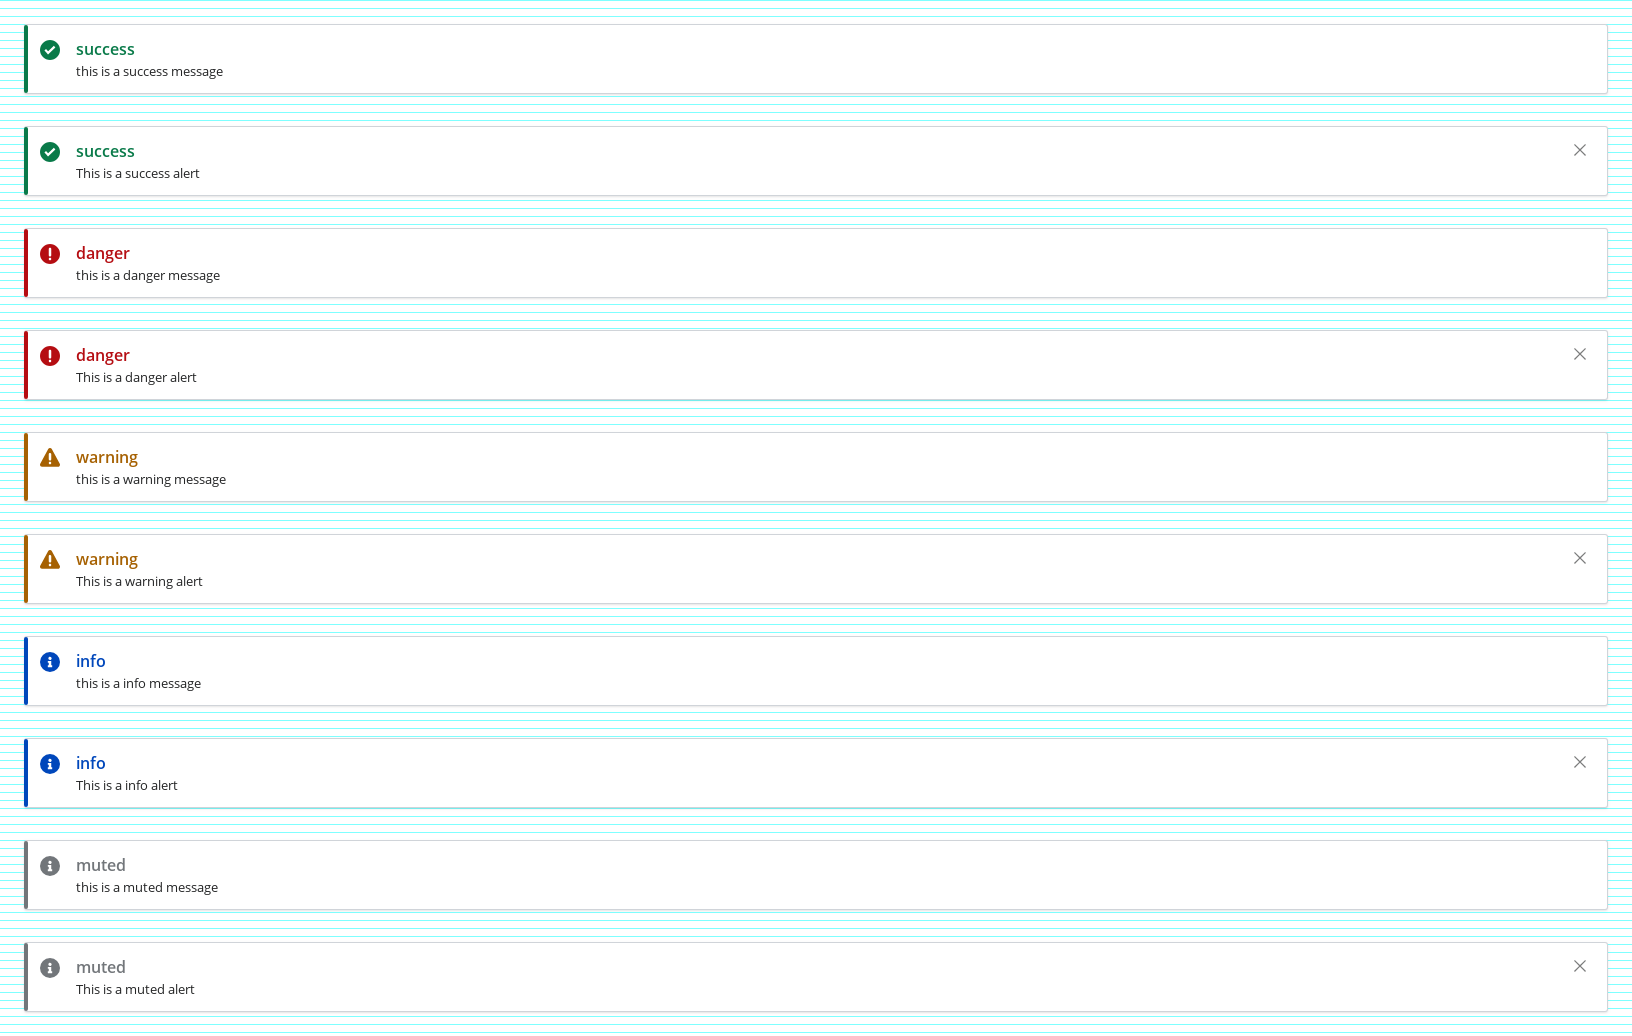 success
this is a success message
success
This is a success alert
danger
this is a danger message
danger
This is a danger alert
warning
this is a warning message
warning
This is a warning alert
info
this is a info message
info
This is a info alert
muted
this is a muted message
muted
This is a muted alert